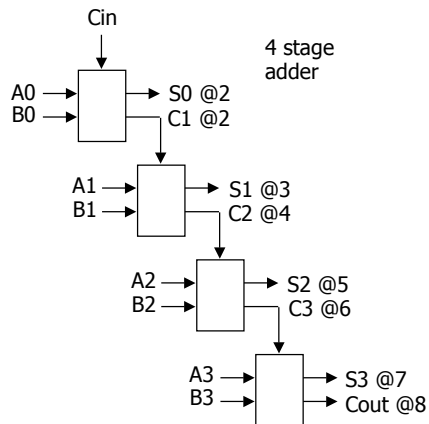 Cin
4 stage
adder
A0
S0 @2
B0
C1 @2
A1
S1 @3
B1
C2 @4
A2
S2 @5
B2
C3 @6
A3
S3 @7
B3
Cout @8